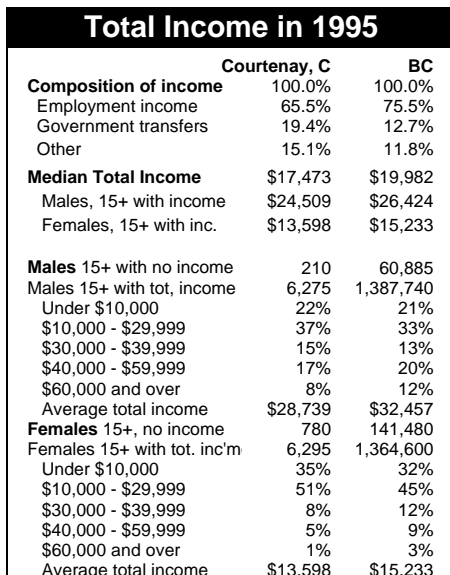 Total Income in 1995
Courtenay, C BC
Composition of income 100.0% 100.0%
Employment income 65.5% 75.5%
Government transfers 19.4% 12.7%
Other 15.1% 11.8%
Median Total Income $17,473 $19,982
Males, 15+ with income $24,509 $26,424
Females, 15+ with inc. $13,598 $15,233
Males 15+ with no income 210 60,885
Males 15+ with tot, income 6,275 1,387,740
Under $10,000 22% 21%
$10,000 - $29,999 37% 33%
$30,000 - $39,999 15% 13%
$40,000 - $59,999 17% 20%
$60,000 and over 8% 12%
Average total income $28,739 $32,457
Females 15+, no income 780 141,480
Females 15+ with tot. inc'm 6,295 1,364,600
Under $10,000 35% 32%
$10,000 - $29,999 51% 45%
$30,000 - $39,999 8% 12%
$40,000 - $59,999 5% 9%
$60,000 and over 1% 3%
Average total income $13,598 $15,233